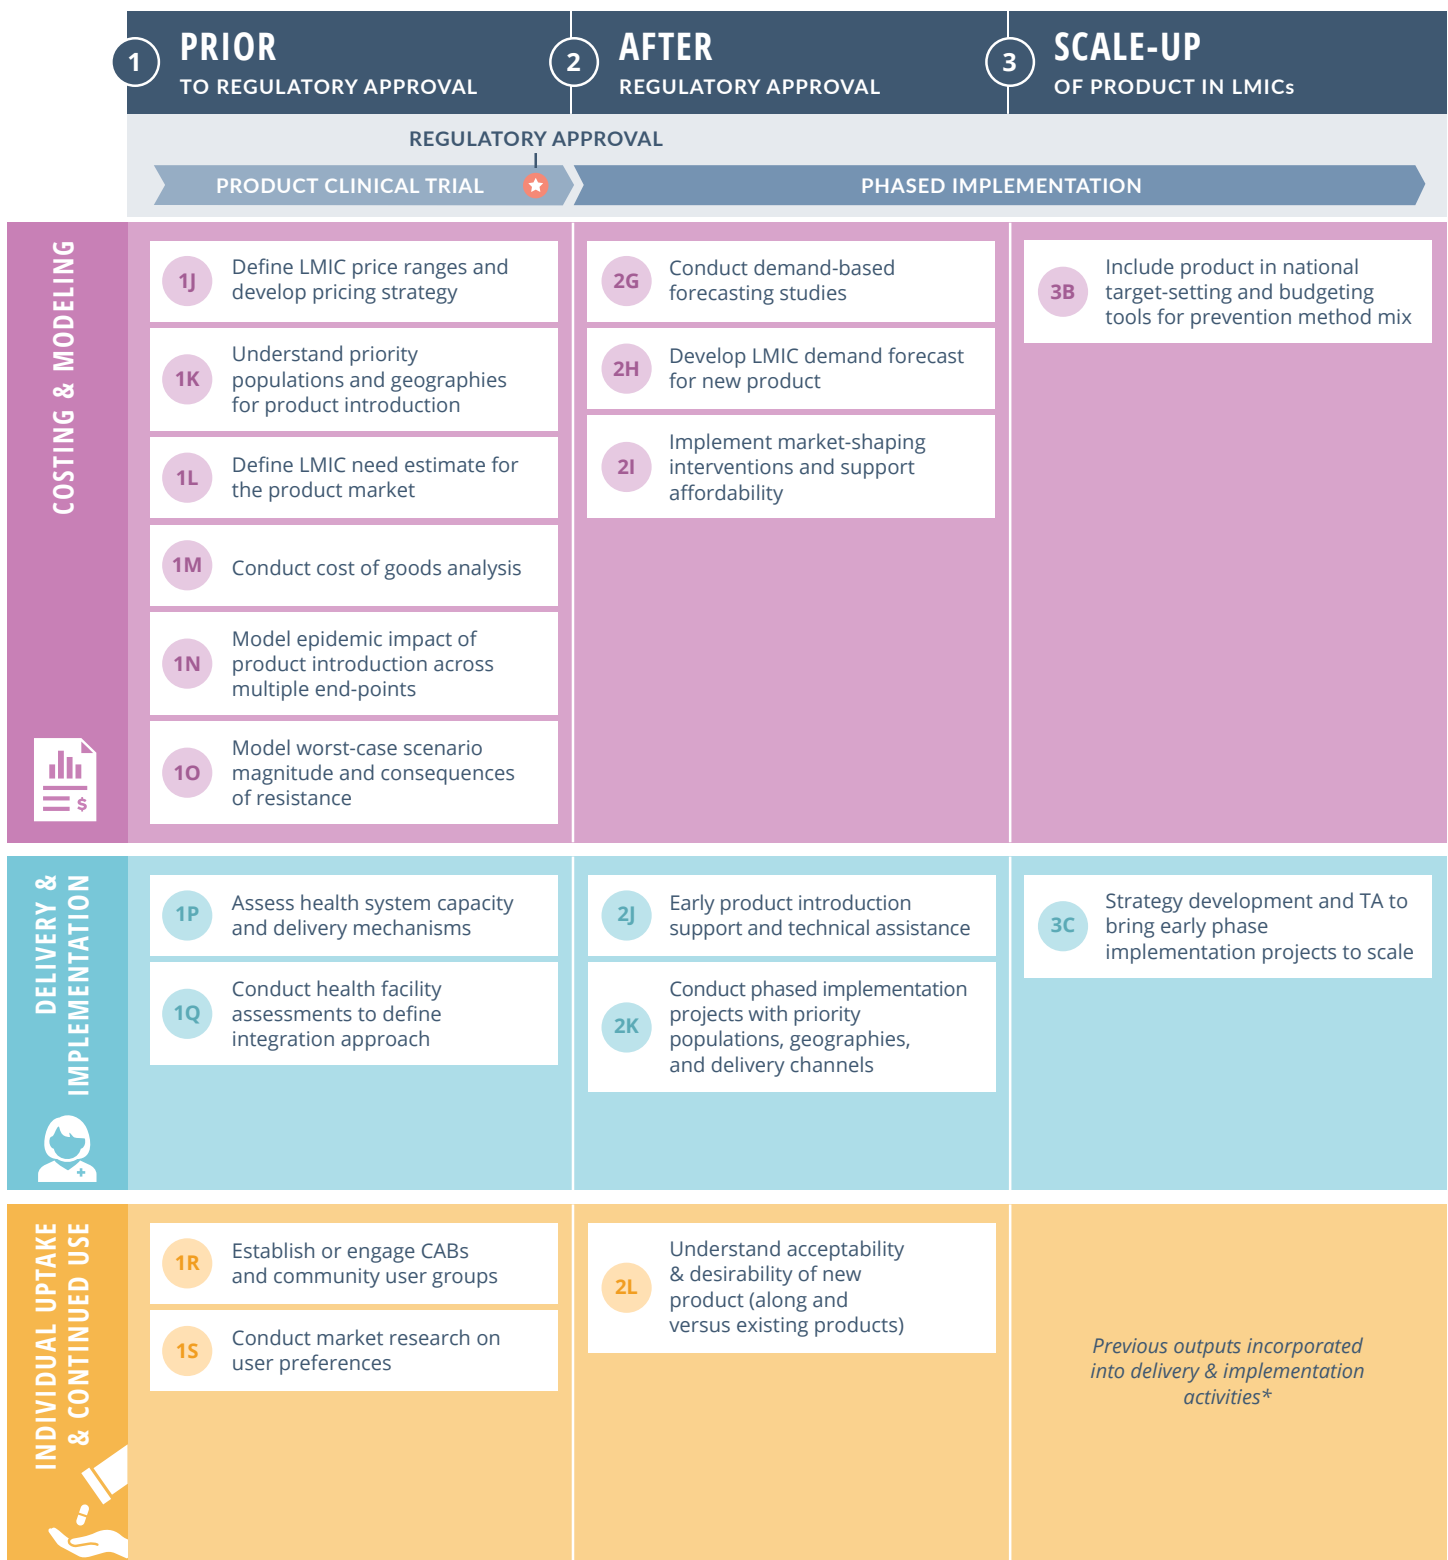 1
PRIOR
TO REGULATORY APPROVAL
2
AFTER
REGULATORY APPROVAL
3
SCALE-UP
OF PRODUCT IN LMICs
REGULATORY APPROVAL
PRODUCT CLINICAL TRIAL
PHASED IMPLEMENTATION
COSTING & MODELING
$
1J
Define LMIC price ranges and
develop pricing strategy
1K
Understand priority
populations and geographies
for product introduction
1L
Define LMIC need estimate for
the product market
1M
Conduct cost of goods analysis
1N
Model epidemic impact of
product introduction across
multiple end-points
1O
Model worst-case scenario
magnitude and consequences
of resistance
2G
Conduct demand-based
forecasting studies
2H
Develop LMIC demand forecast
for new product
2I
Implement market-shaping
interventions and support
affordability
3B
Include product in national
target-setting and budgeting
tools for prevention method mix
DELIVERY &
IMPLEMENTATION
1P
Assess health system capacity
and delivery mechanisms
1Q
Conduct health facility
assessments to define
integration approach
2J
Early product introduction
support and technical assistance
2K
Conduct phased implementation
projects with priority
populations, geographies,
and delivery channels
3C
Strategy development and TA to
bring early phase
implementation projects to scale
INDIVIDUAL UPTAKE
& CONTINUED USE
1R
Establish or engage CABs
and community user groups
1S
Conduct market research on
user preferences
2L
Understand acceptability
& desirability of new
product (along and
versus existing products)
Previous outputs incorporated
into delivery & implementation
activities*